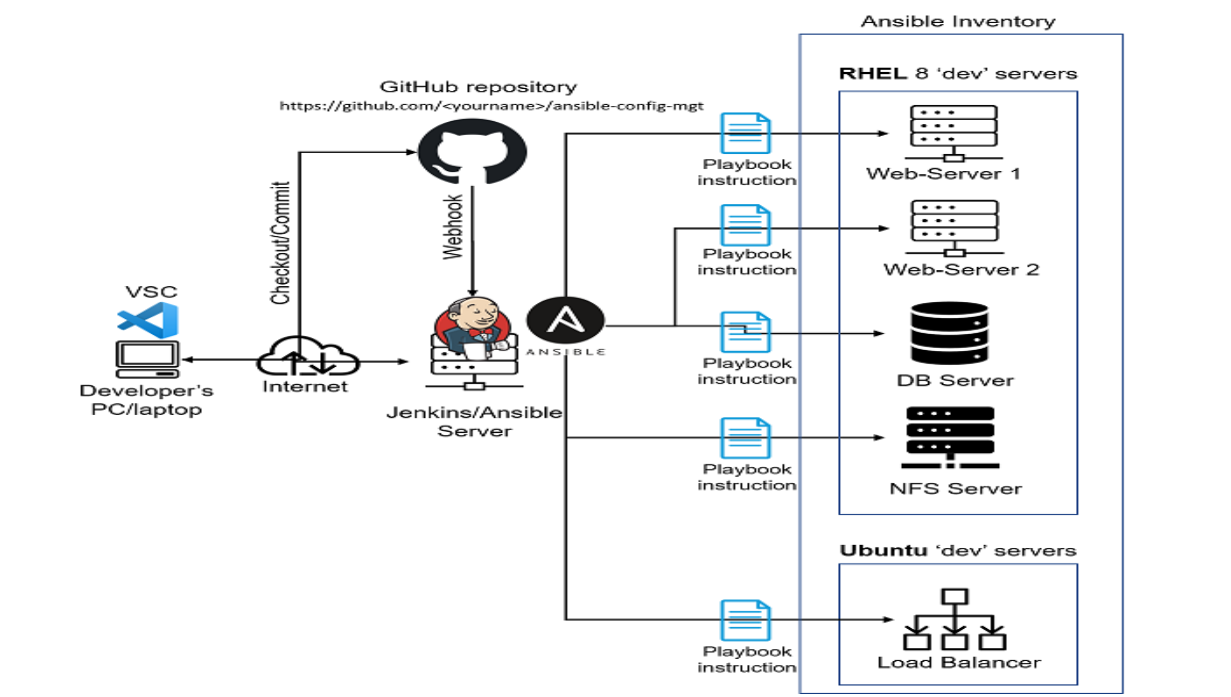 Ansible Inventory
RHEL 8 ‘dev’ servers
GitHub repository
https://github.com/<yourname>/ansible-config-mgt
Playbook
instruction
Web-Server 1
Checkout/Commit
Webhook
Playbook
instruction
Web-Server 2
VSC
ANSIBLE
Playbook
instruction
DB Server
Internet
Developer's
PC/laptop
Jenkins/Ansible
Server
Playbook
instruction
NFS Server
Ubuntu ‘dev’ servers
Playbook
instruction
Load Balancer